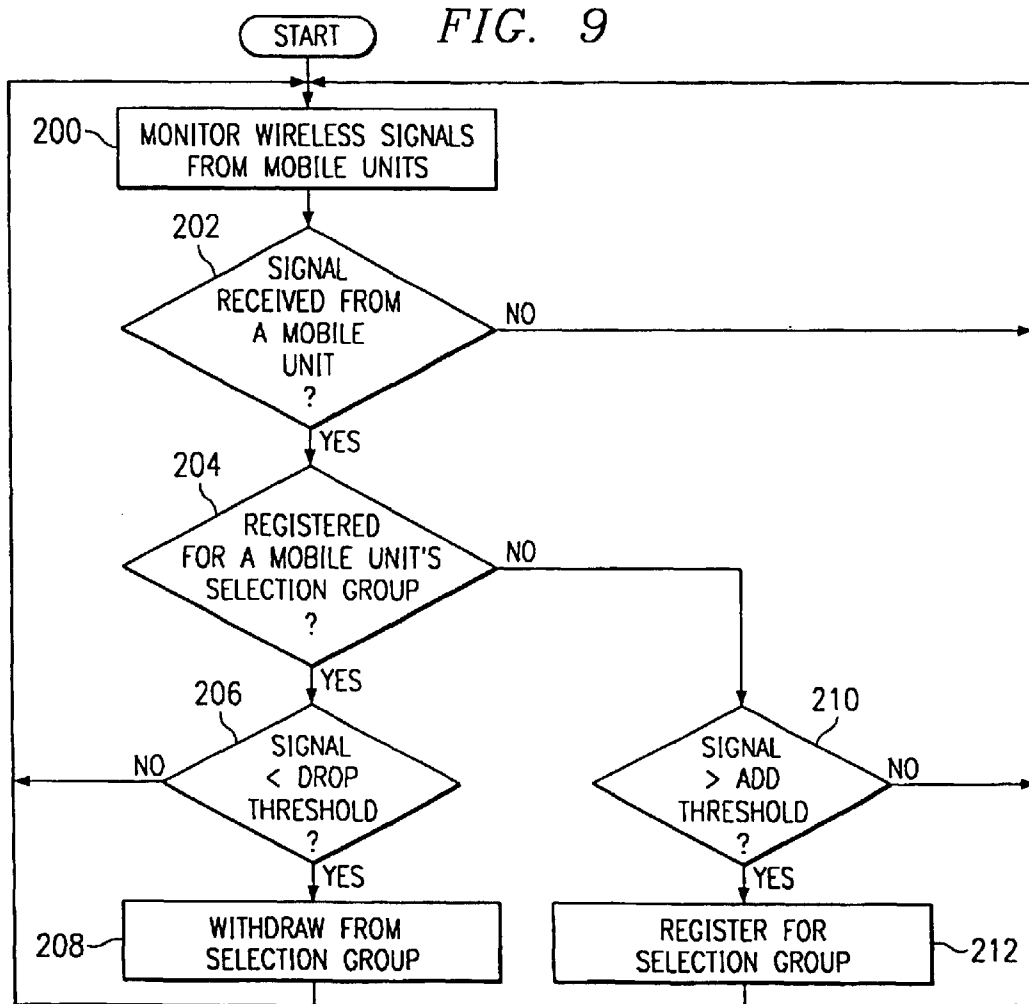 FIG. 9
START
200
MONITOR WIRELESS SIGNALS
FROM MOBILE UNITS
202
SIGNAL
RECEIVED FROM
A MOBILE
UNIT
?
NO
YES
204
REGISTERED
FOR A MOBILE UNIT'S
SELECTION GROUP
?
NO
YES
206
SIGNAL
< DROP
THRESHOLD
?
NO
YES
210
SIGNAL
> ADD
THRESHOLD
?
NO
YES
208
WITHDRAW FROM
SELECTION GROUP
REGISTER FOR
SELECTION GROUP
212